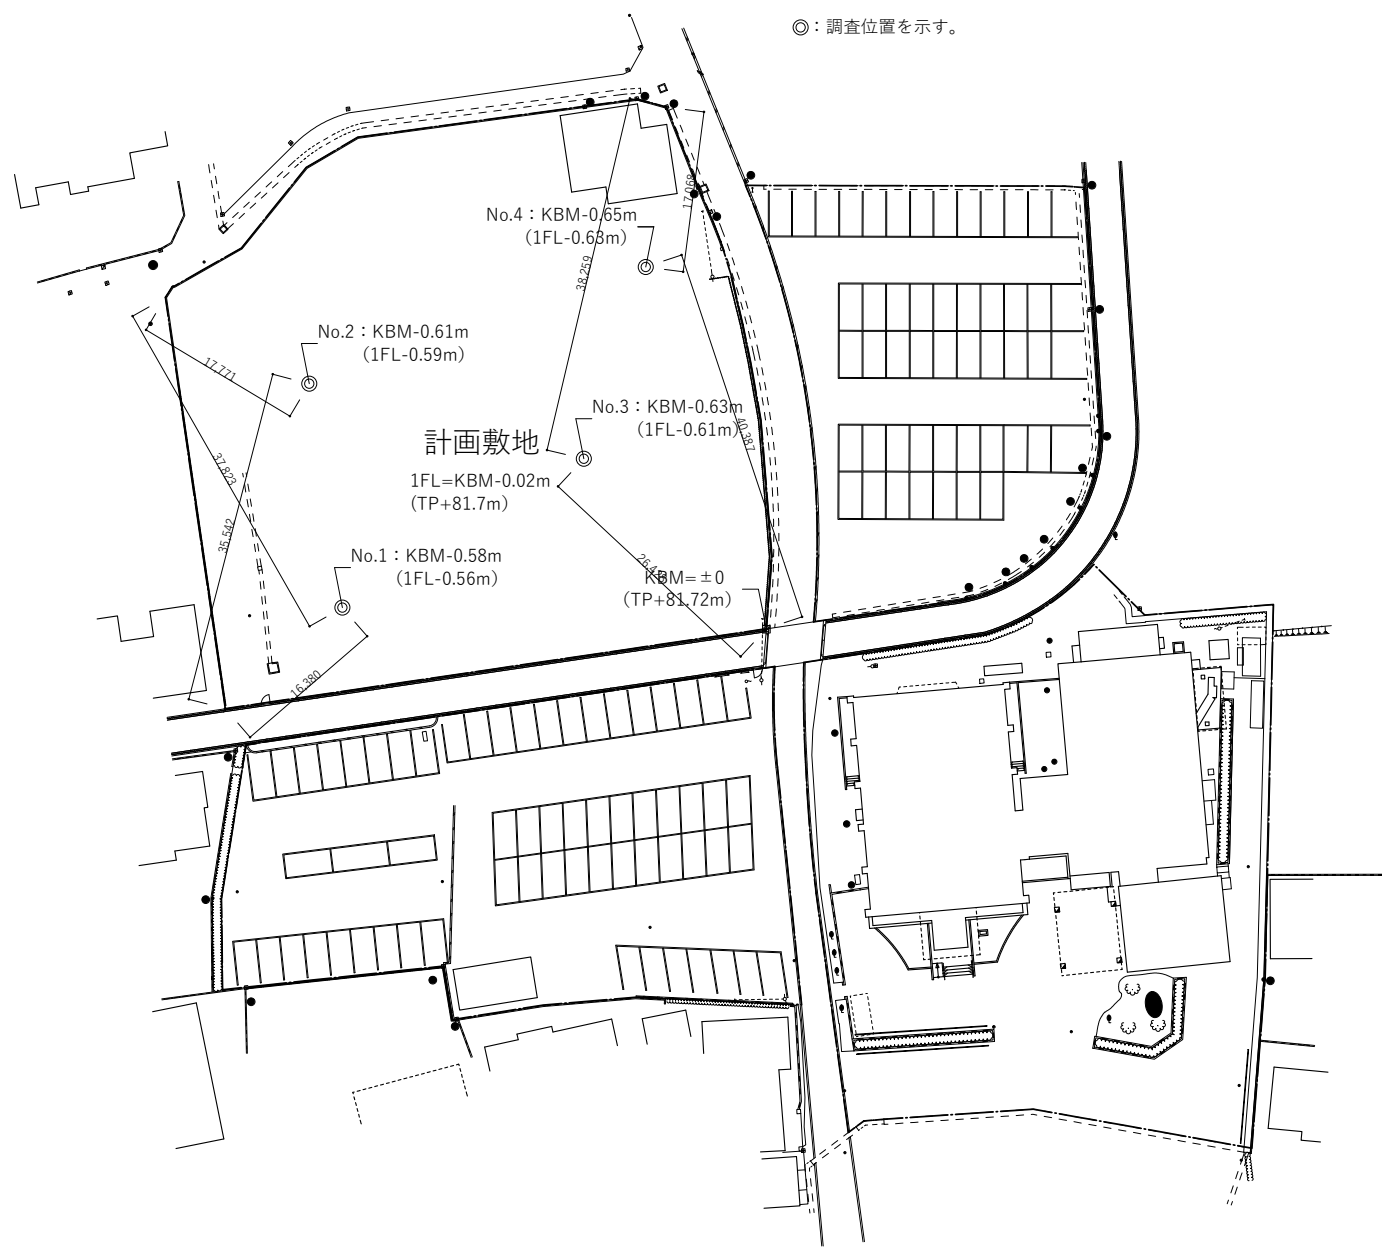 ◎：調査位置を示す。
17.068
No.4：KBM-0.65m
（1FL-0.63m）
38.259
No.2：KBM-0.61m
（1FL-0.59m）
17.771
No.3：KBM-0.63m
（1FL-0.61m）
40.387
計画敷地
1FL=KBM-0.02m
(TP+81.7m）
37.823
35.542
No.1：KBM-0.58m
（1FL-0.56m）
KBM=±0
（TP+81.72m）
16.380